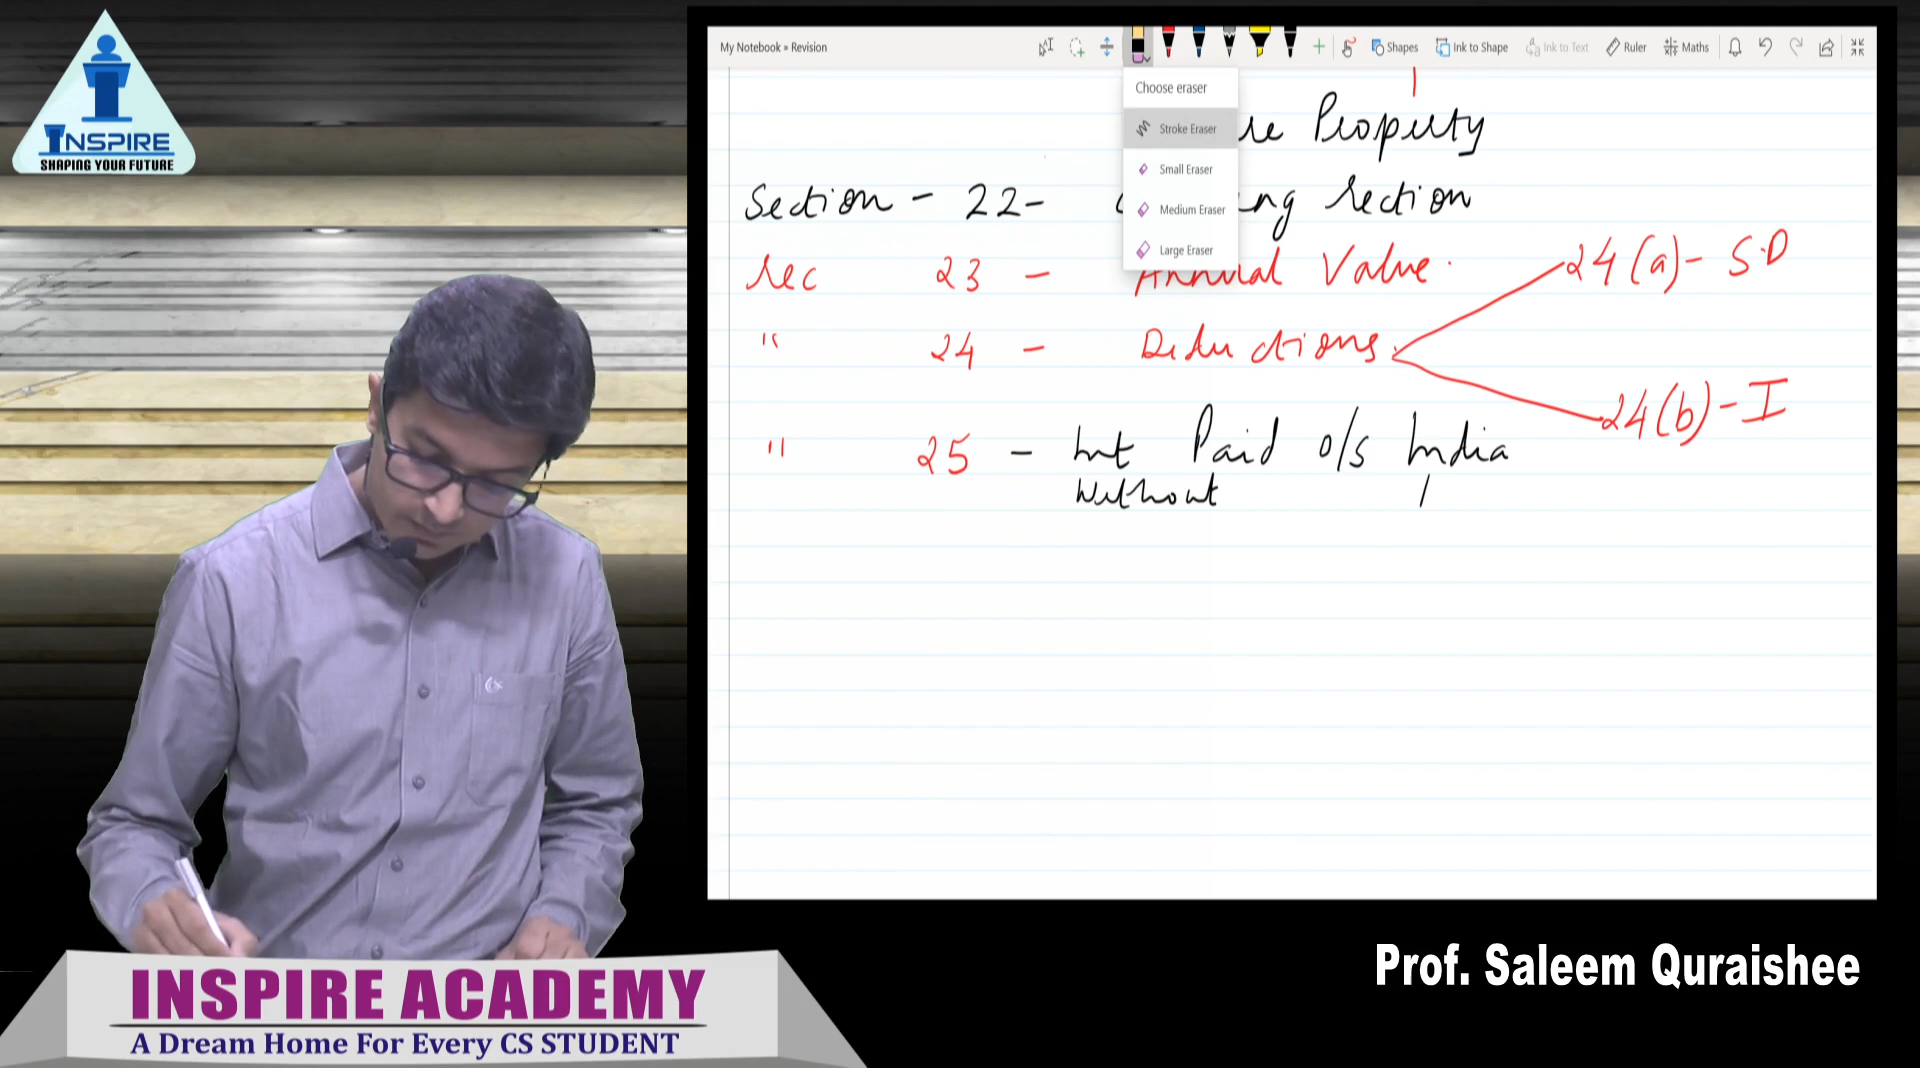 INSPIRE
SHAPING YOUR FUTURE
My Notebook » Revision
Shapes
Ink to Shape
Ink to Text
Ruler
Maths
Choose eraser
Stroke Eraser
Small Eraser
Medium Eraser
Large Eraser
Property
Section - 22 - section
Sec 23 - Annual Value.
" 24 - Deductions.
24(a) - S.D
24(b) - I
" 25 - Int Paid o/s India
Without
INSPIRE ACADEMY
A Dream Home For Every CS STUDENT
Prof. Saleem Quraishee